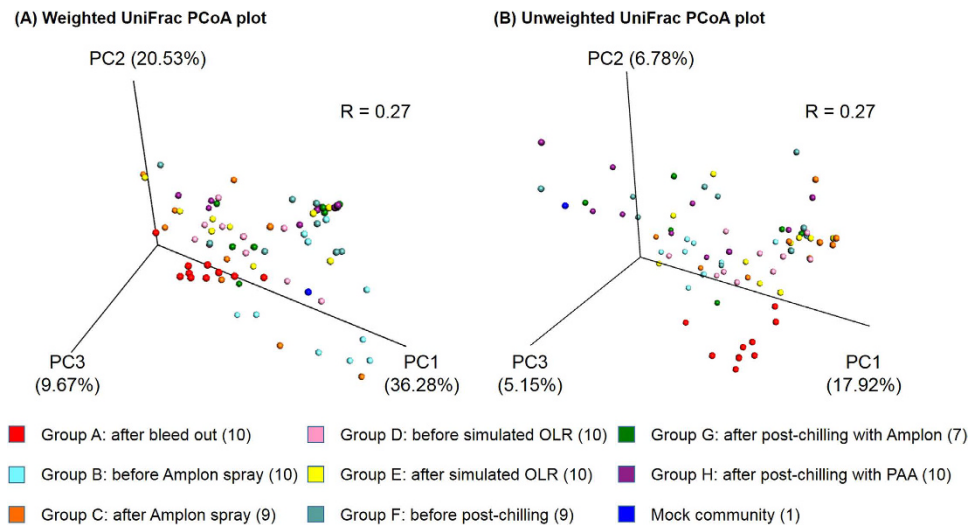 (A) Weighted UniFrac PCoA plot
PC2 (20.53%)
R = 0.27
PC3
(9.67%)
PC1
(36.28%)
(B) Unweighted UniFrac PCoA plot
PC2 (6.78%)
R = 0.27
PC3
(5.15%)
PC1
(17.92%)
Group A: after bleed out (10)
Group D: before simulated OLR (10)
Group G: after post-chilling with Amplon (7)
Group B: before Amplon spray (10)
Group E: after simulated OLR (10)
Group H: after post-chilling with PAA (10)
Group C: after Amplon spray (9)
Group F: before post-chilling (9)
Mock community (1)